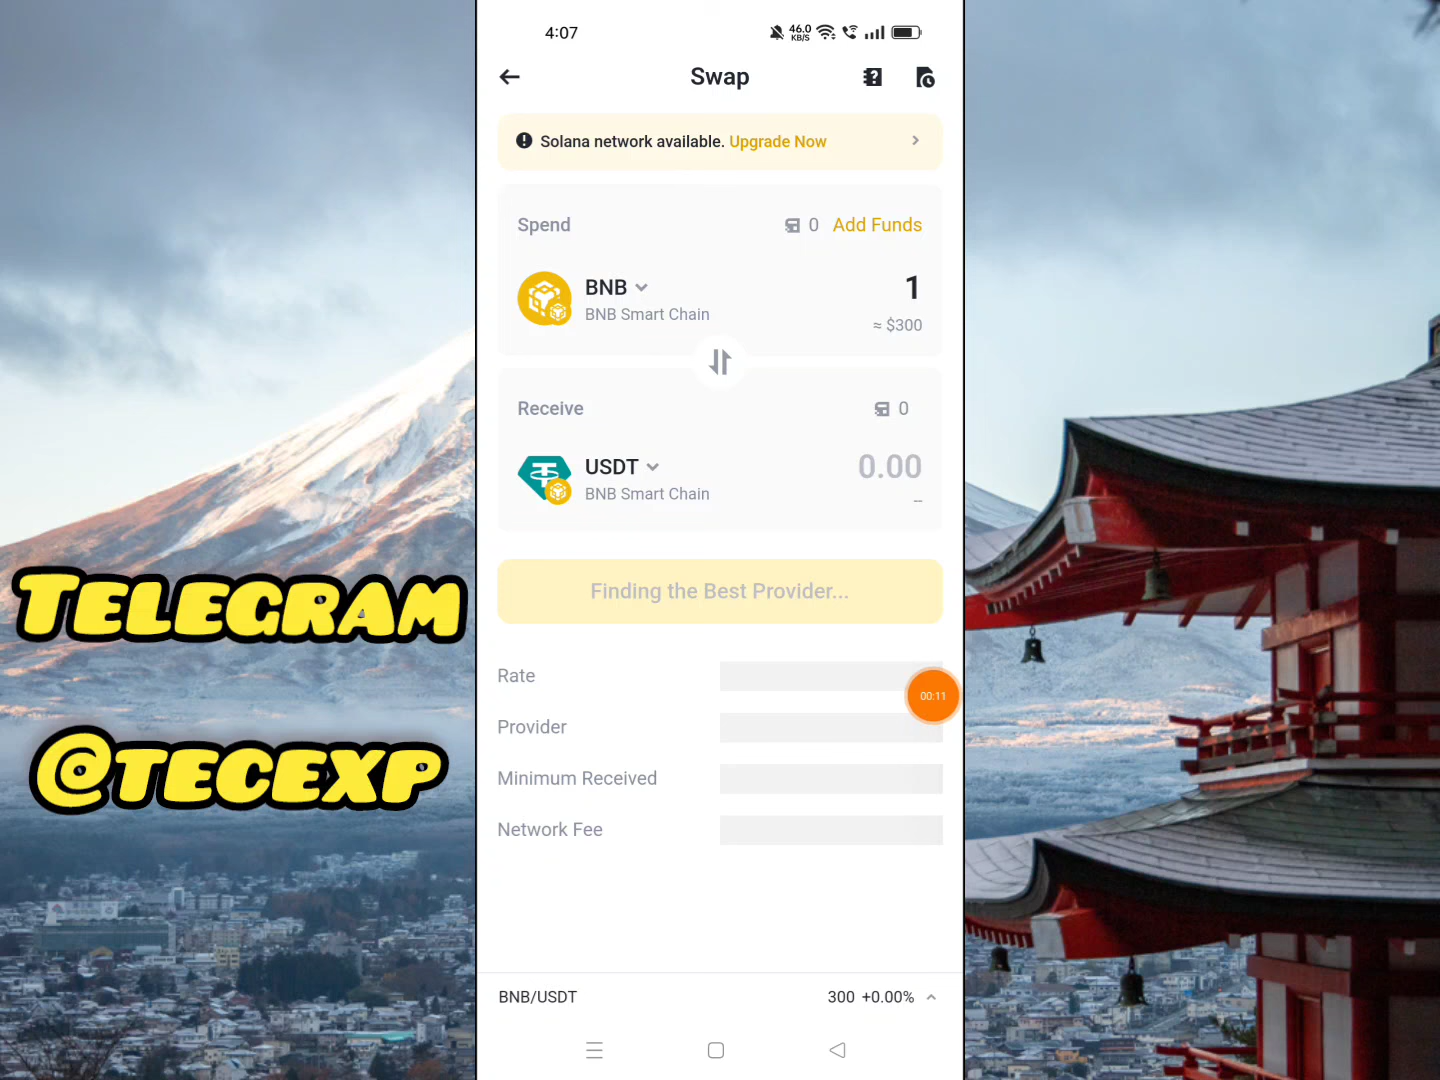 4:07
46.0
KB/S
Swap
Solana network available. Upgrade Now
Spend
0 Add Funds
BNB
BNB Smart Chain
1
≈ $300
Receive
0
USDT
BNB Smart Chain
0.00
--
Finding the Best Provider...
Rate
00:11
Provider
Minimum Received
Network Fee
BNB/USDT
300 +0.00%
TELEGRAM
@TECEXP